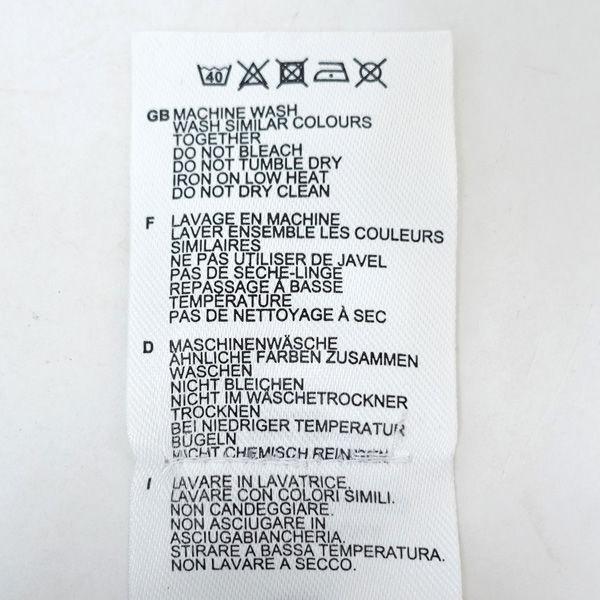 40
GB MACHINE WASH
WASH SIMILAR COLOURS
TOGETHER
DO NOT BLEACH
DO NOT TUMBLE DRY
IRON ON LOW HEAT
DO NOT DRY CLEAN
F LAVAGE EN MACHINE
LAVER ENSEMBLE LES COULEURS
SIMILAIRES
NE PAS UTILISER DE JAVEL
PAS DE SÈCHE-LINGE
REPASSAGE À BASSE
TEMPÉRATURE
PAS DE NETTOYAGE À SEC
D MASCHINENWÄSCHE
ÄHNLICHE FARBEN ZUSAMMEN
WASCHEN
NICHT BLEICHEN
NICHT IM WÄSCHETROCKNER
TROCKNEN
BEI NIEDRIGER TEMPERATUR
BÜGELN
NICHT CHEMISCH REINIGEN
I LAVARE IN LAVATRICE.
LAVARE CON COLORI SIMILI.
NON CANDEGGIARE.
NON ASCIUGARE IN
ASCIUGABIANCHERIA.
STIRARE A BASSA TEMPERATURA.
NON LAVARE A SECCO.